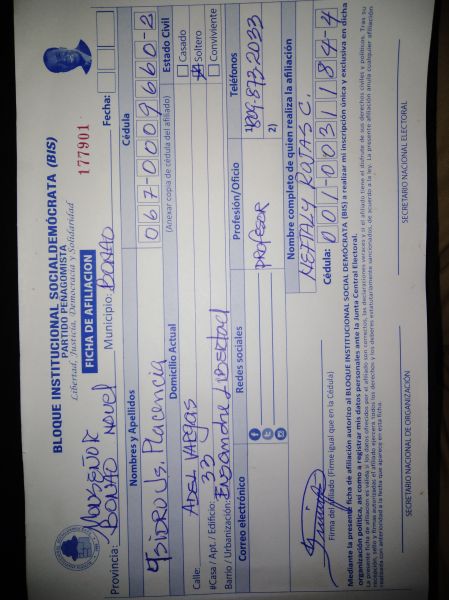 BLOQUE INSTITUCIONAL SOCIALDEMÓCRATA (BIS)
PARTIDO PEÑAGOMISTA
Libertad, Justicia, Democracia y Solidaridad
177901
FICHA DE AFILIACION
Fecha:
Provincia: Monseñor Nouel Municipio: BONAO
BONAO
Nombres y Apellidos
Cédula
YSIDRO Js. Placencia
067-0009660-2
Domicilio Actual
(Anexar copia de cédula del afiliado)
Estado Civil
Calle: ABEL VARGAS
Casado
#Casa / Apt. / Edificio: 33
Soltero
Barrio / Urbanización: Ensanche Libertad
Conviviente
Correo electrónico
Redes sociales
Profesión/Oficio
Teléfonos
PROFESOR
1) 809-873-2033
2)
Nombre completo de quien realiza la afiliación
NEFTALY ROJAS C.
Firma del afiliado (Firme igual que en la Cédula)
Cédula: 001-0031184-4
Mediante la presente ficha de afiliación autorizo al BLOQUE INSTITUCIONAL SOCIAL DEMÓCRATA (BIS) a realizar mi inscripción única y exclusiva en dicha
organización política, así como a registrar mis datos personales ante la Junta Central Electoral.
SECRETARIO NACIONAL DE ORGANIZACIÓN
SECRETARIO NACIONAL ELECTORAL